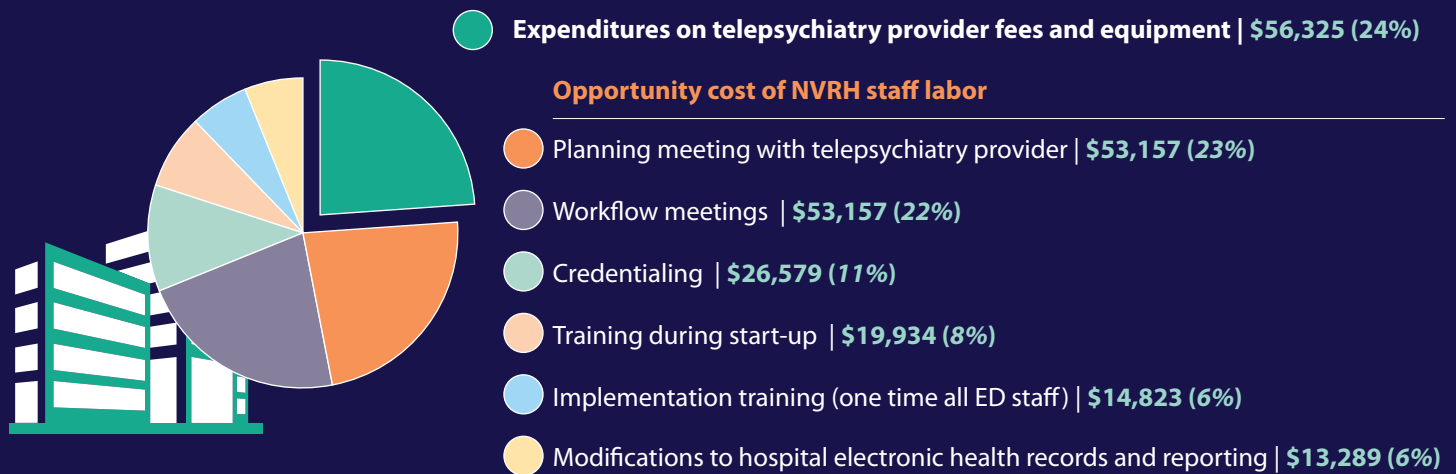 Expenditures on telepsychiatry provider fees and equipment | $56,325 (24%)
Opportunity cost of NVRH staff labor
Planning meeting with telepsychiatry provider | $53,157 (23%)
Workflow meetings | $53,157 (22%)
Credentialing | $26,579 (11%)
Training during start-up | $19,934 (8%)
Implementation training (one time all ED staff) | $14,823 (6%)
Modifications to hospital electronic health records and reporting | $13,289 (6%)